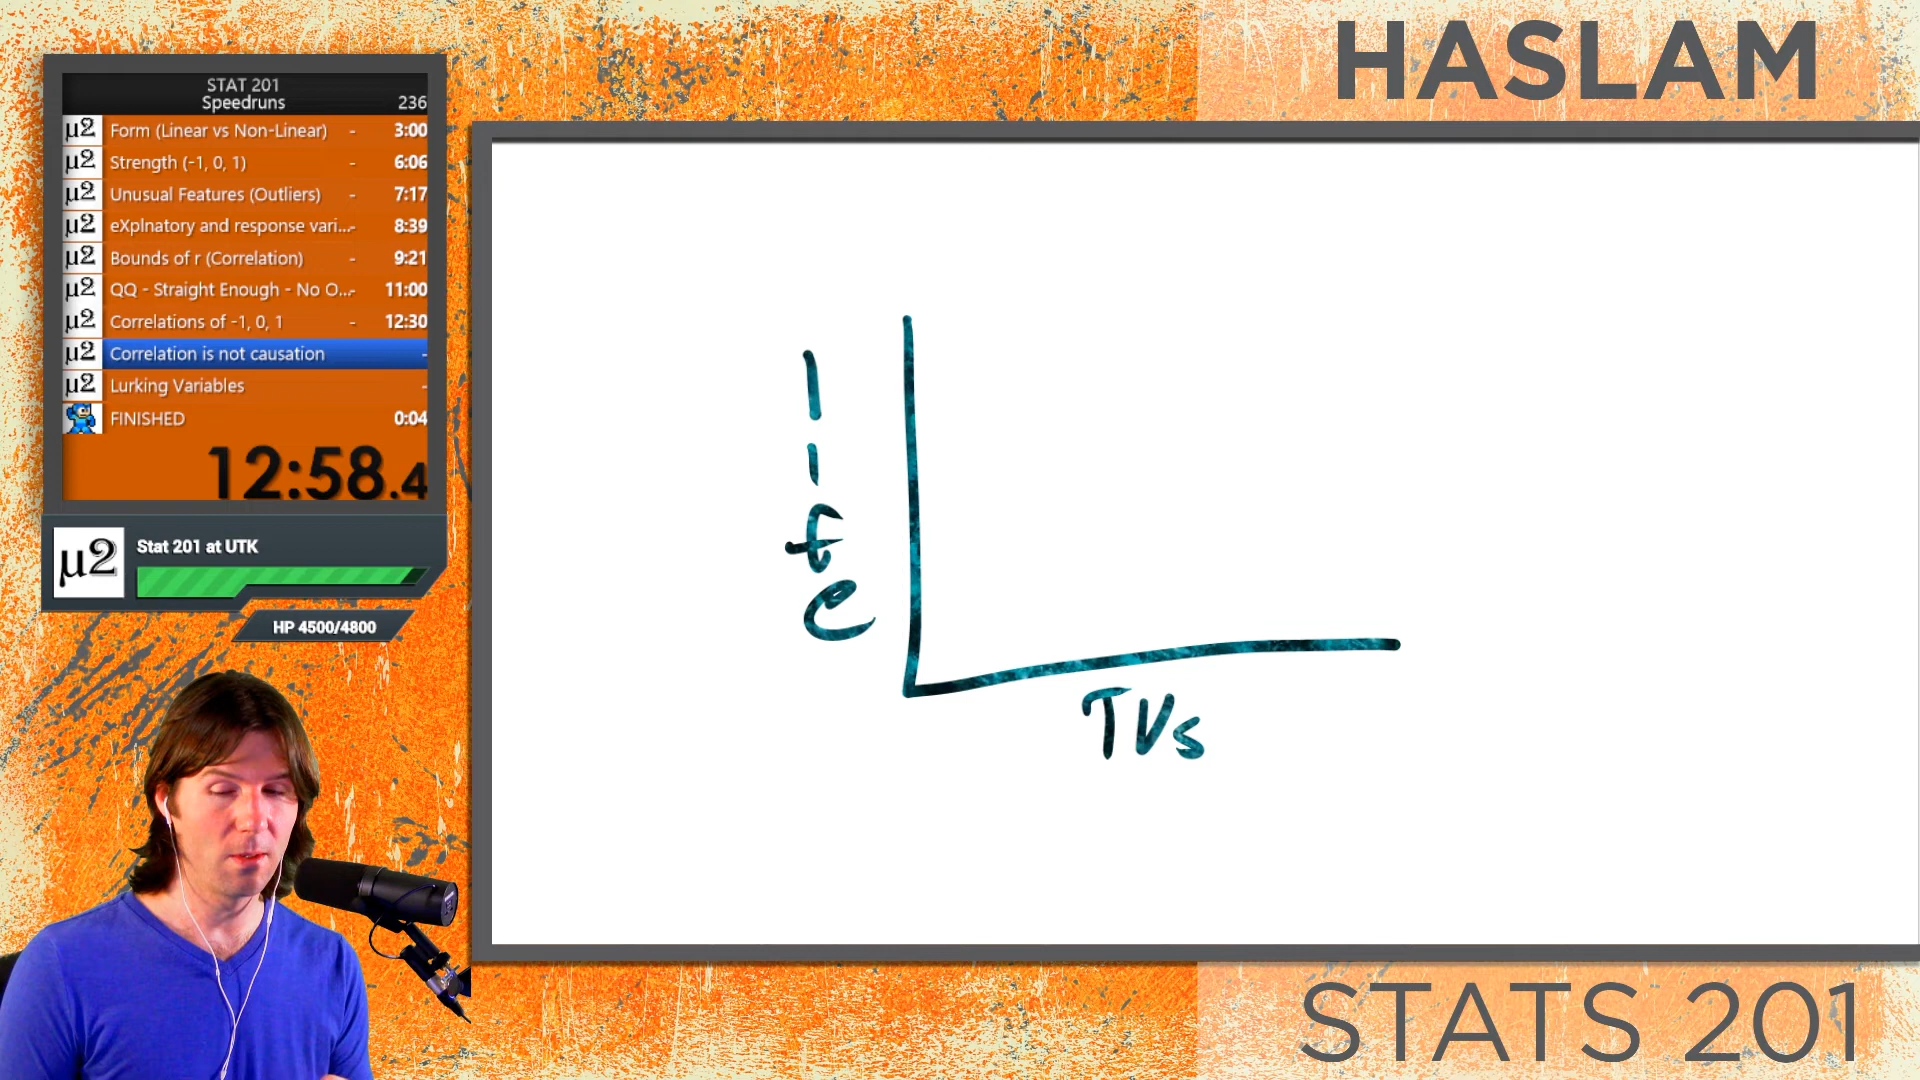 HASLAM
STAT 201
Speedruns 236
μ2 Form (Linear vs Non-Linear) - 3:00
μ2 Strength (-1, 0, 1) - 6:06
μ2 Unusual Features (Outliers) - 7:17
μ2 eXplnatory and response vari...- 8:39
μ2 Bounds of r (Correlation) - 9:21
μ2 QQ - Straight Enough - No O...- 11:00
μ2 Correlations of -1, 0, 1 - 12:30
μ2 Correlation is not causation -
μ2 Lurking Variables -
FINISHED 0:04
12:58.4
μ2 Stat 201 at UTK
HP 4500/4800
life
TVs
STATS 201